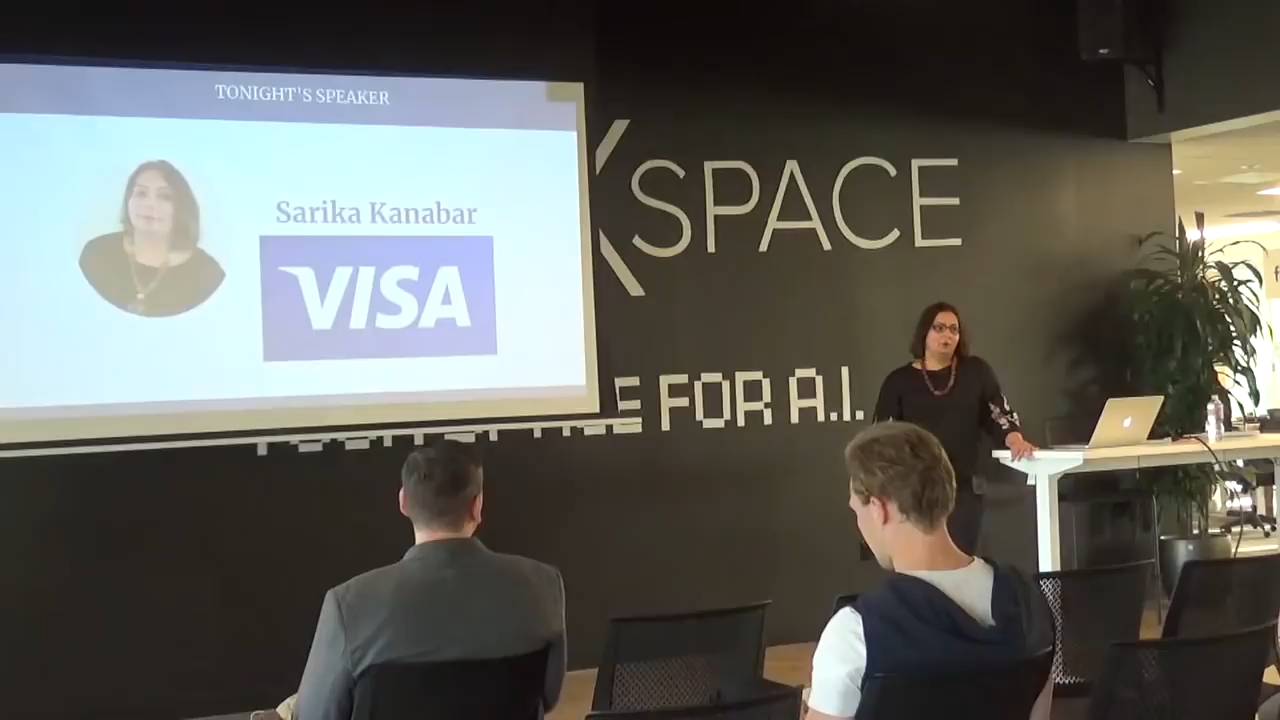 TONIGHT'S SPEAKER
Sarika Kanabar
VISA
SPACE
FOR A.I.